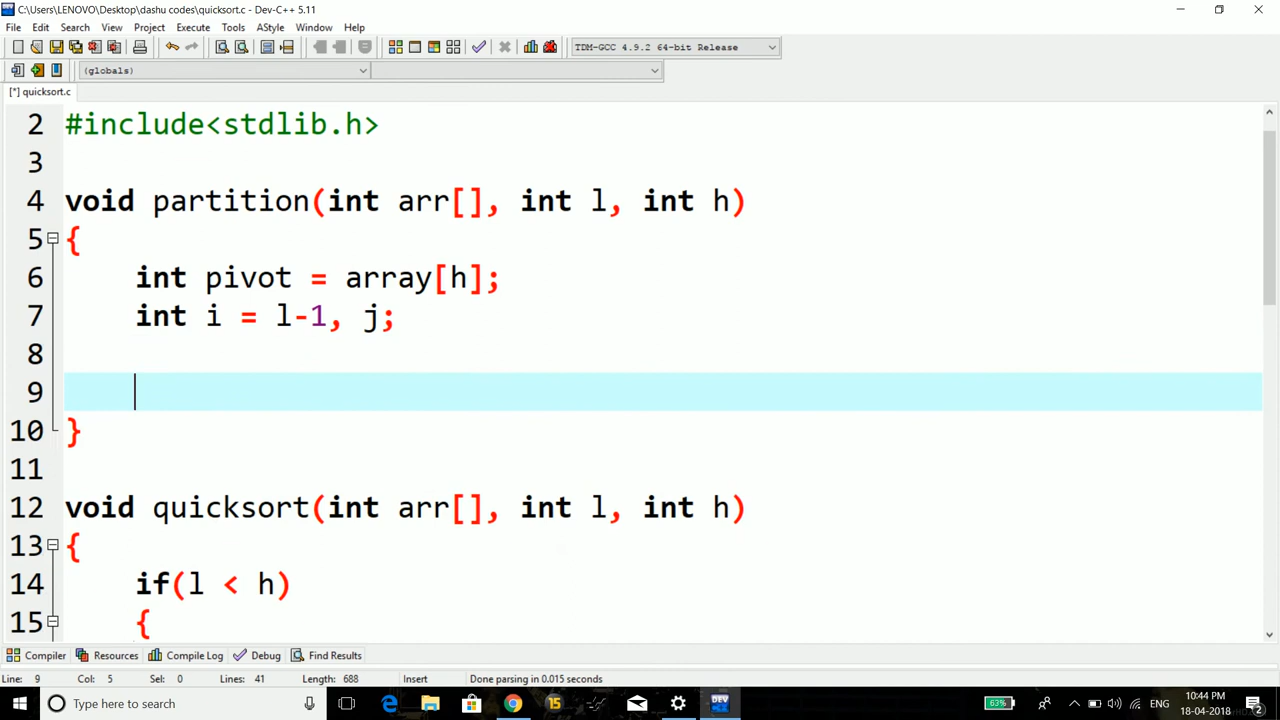 C:\Users\LENOVO\Desktop\dashu codes\quicksort.c - Dev-C++ 5.11
File Edit Search View Project Execute Tools AStyle Window Help
TDM-GCC 4.9.2 64-bit Release
(globals)
[*] quicksort.c
2 #include<stdlib.h>
3
4 void partition(int arr[], int l, int h)
5 {
6 int pivot = array[h];
7 int i = l-1, j;
8
9
10 }
11
12 void quicksort(int arr[], int l, int h)
13 {
14 if(l < h)
15 {
Compiler Resources Compile Log Debug Find Results
Line: 9 Col: 5 Sel: 0 Lines: 41 Length: 688 Insert Done parsing in 0.015 seconds
Type here to search
15
63%
ENG
10:44 PM
18-04-2018
2